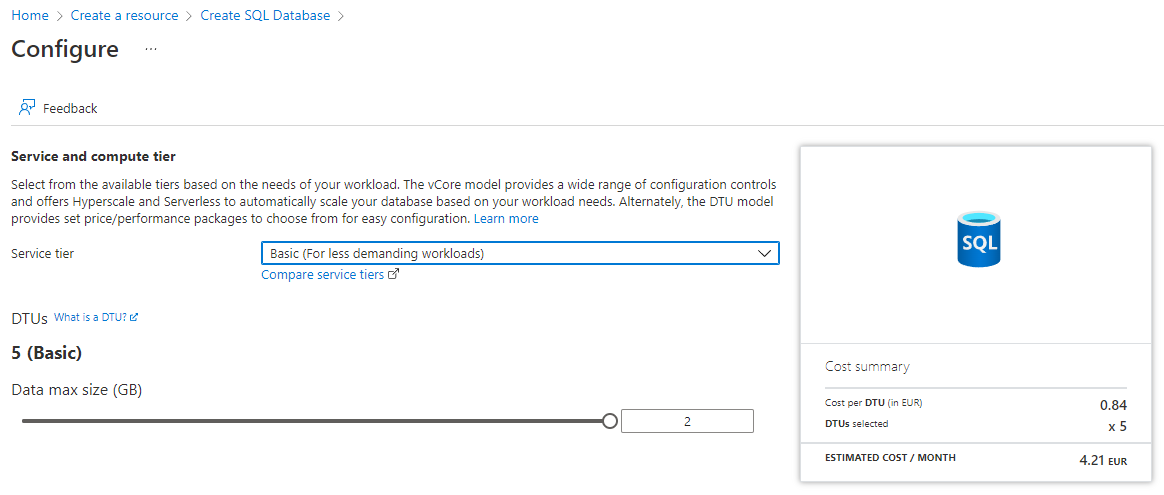 Home > Create a resource > Create SQL Database >
Configure ...
Feedback
Service and compute tier
Select from the available tiers based on the needs of your workload. The vCore model provides a wide range of configuration controls
and offers Hyperscale and Serverless to automatically scale your database based on your workload needs. Alternately, the DTU model
provides set price/performance packages to choose from for easy configuration. Learn more
Service tier
Basic (For less demanding workloads)
Compare service tiers
DTUs What is a DTU?
5 (Basic)
Data max size (GB)
2
SQL
Cost summary
Cost per DTU (in EUR) 0.84
DTUs selected x 5
ESTIMATED COST / MONTH 4.21 EUR